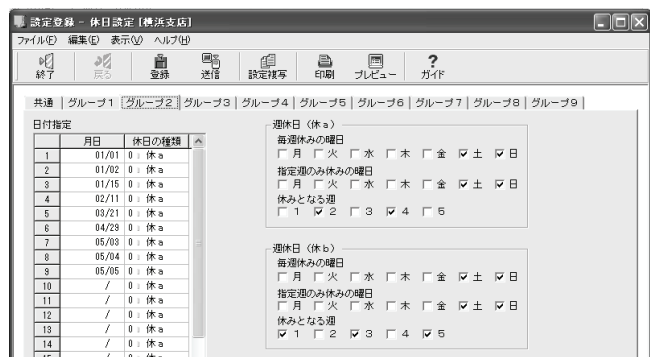 設定登録 - 休日設定 [横浜支店]
ファイル(F) 編集(E) 表示(V) ヘルプ(H)
終了 戻る 登録 送信 設定複写 印刷 プレビュー ガイド
共通 グループ1 グループ2 グループ3 グループ4 グループ5 グループ6 グループ7 グループ8 グループ9
日付指定
月日 休日の種類
1 01/01 0: 休a
2 01/02 0: 休a
3 01/15 0: 休a
4 02/11 0: 休a
5 03/21 0: 休a
6 04/29 0: 休a
7 05/03 0: 休a
8 05/04 0: 休a
9 05/05 0: 休a
10 / 0: 休a
11 / 0: 休a
12 / 0: 休a
13 / 0: 休a
14 / 0: 休a
週休日 (休a)
毎週休みの曜日
月 火 水 木 金 土 日
指定週のみ休みの曜日
月 火 水 木 金 土 日
休みとなる週
1 2 3 4 5
週休日 (休b)
毎週休みの曜日
月 火 水 木 金 土 日
指定週のみ休みの曜日
月 火 水 木 金 土 日
休みとなる週
1 2 3 4 5